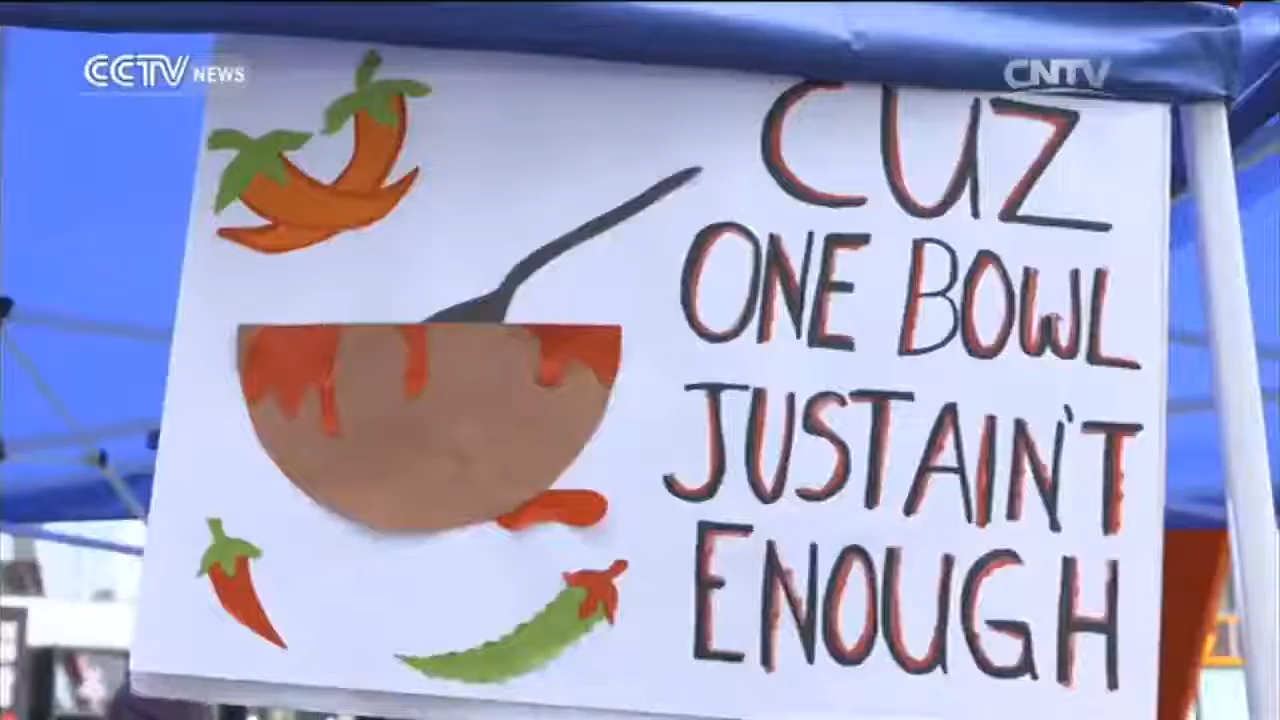 CCTV NEWS
CNTV
CUZ
ONE BOWL
JUST AIN'T
ENOUGH